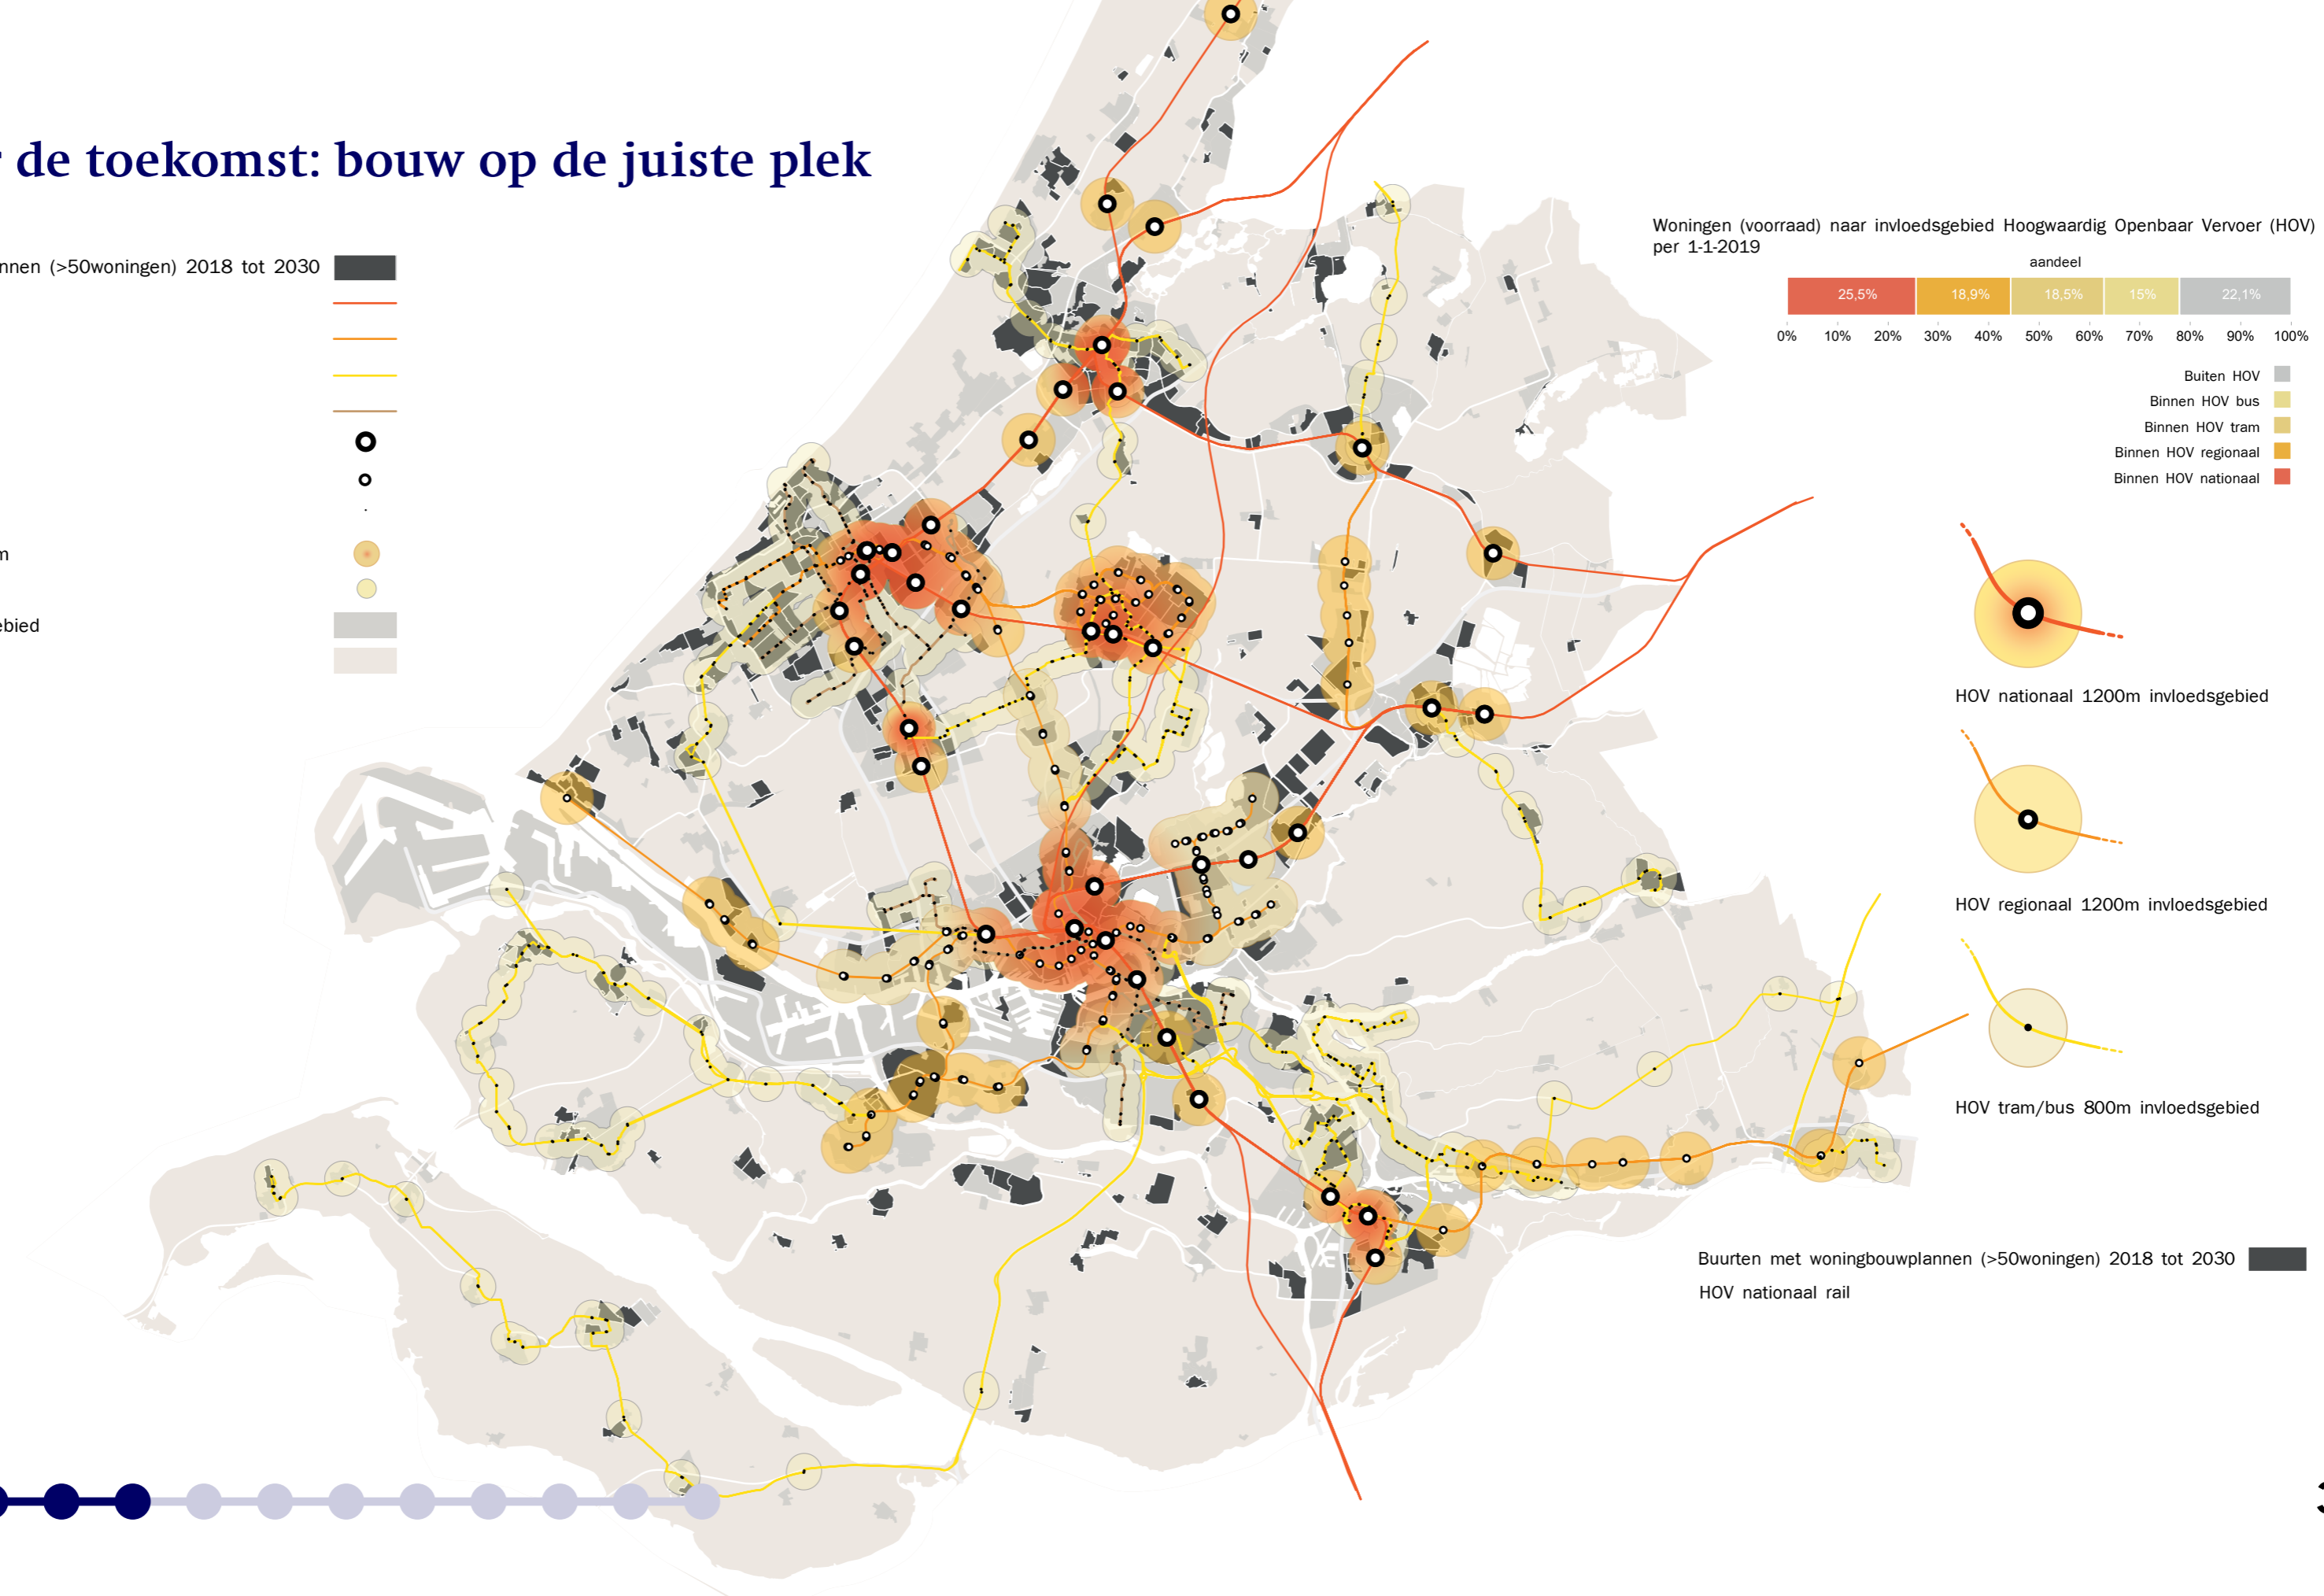 de toekomst: bouw op de juiste plek
(>50woningen) 2018 tot 2030
Woningen (voorraad) naar invloedsgebied Hoogwaardig Openbaar Vervoer (HOV)
per 1-1-2019
aandeel
25,5% 18,9% 18,5% 15% 22,1%
0% 10% 20% 30% 40% 50% 60% 70% 80% 90% 100%
Buiten HOV
Binnen HOV bus
Binnen HOV tram
Binnen HOV regionaal
Binnen HOV nationaal
HOV nationaal 1200m invloedsgebied
HOV regionaal 1200m invloedsgebied
HOV tram/bus 800m invloedsgebied
Buurten met woningbouwplannen (>50woningen) 2018 tot 2030
HOV nationaal rail